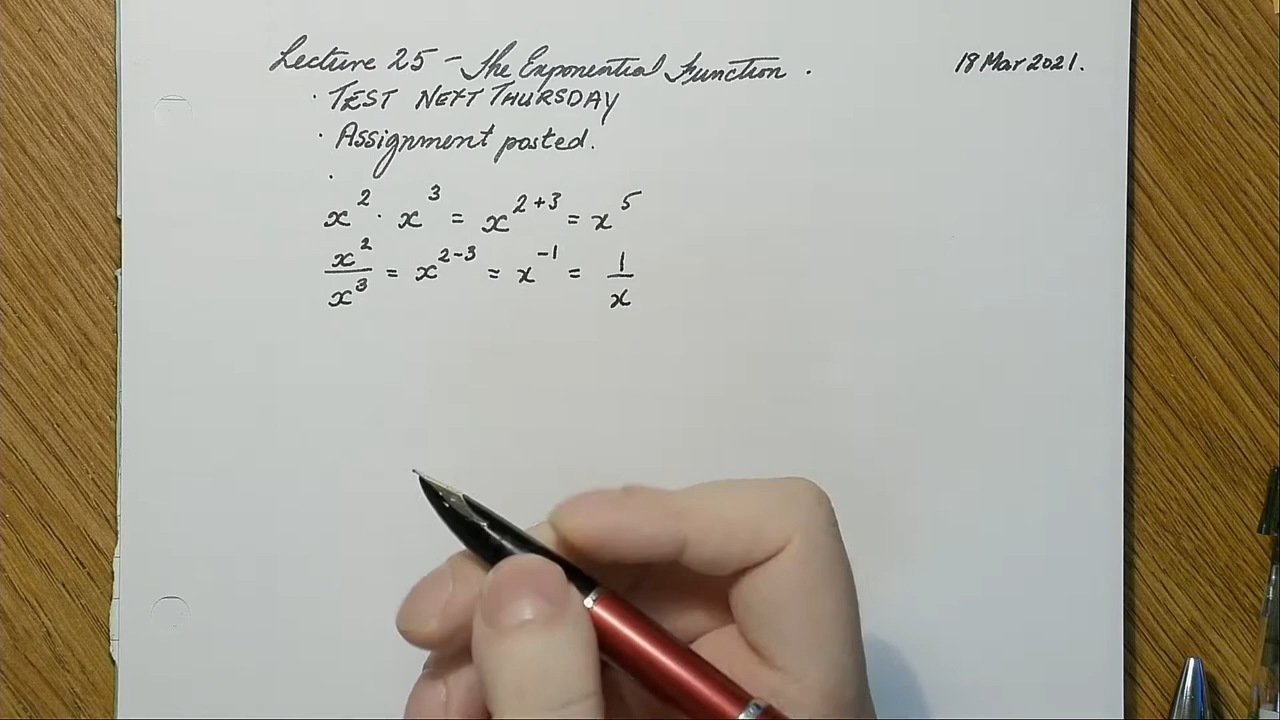 Lecture 25 - The Exponential Function .
18 Mar 2021.
· TEST NEXT THURSDAY
· Assignment posted.
·
x² · x³ = x²⁺³ = x⁵
x²/x³ = x²⁻³ = x⁻¹ = 1/x